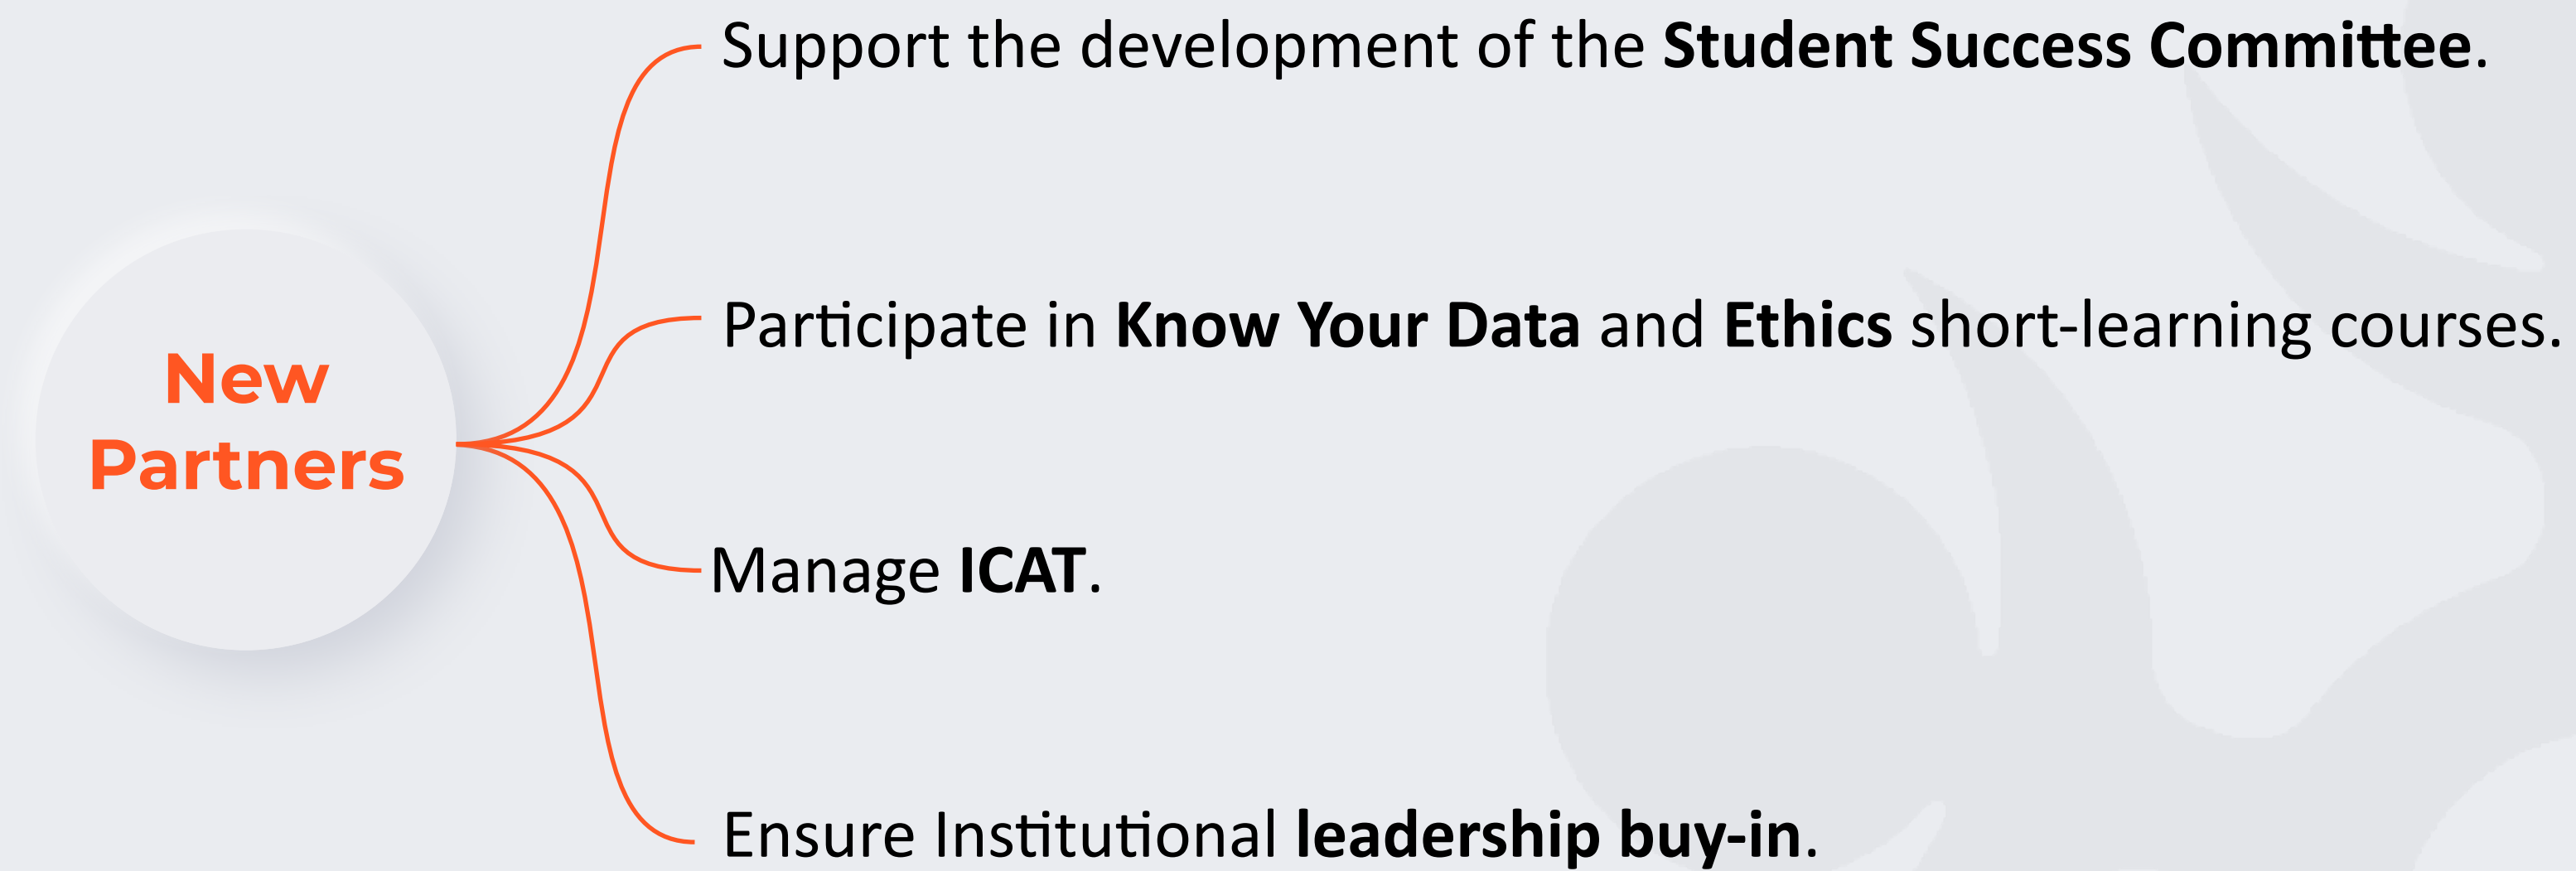 New
Partners
Support the development of the Student Success Committee.
Participate in Know Your Data and Ethics short-learning courses.
Manage ICAT.
Ensure Institutional leadership buy-in.